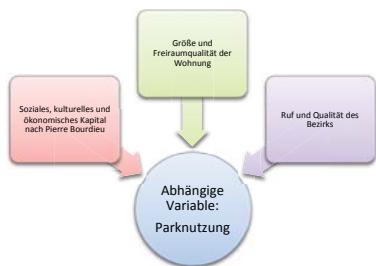 Größe und
Freiraumqualität der
Wohnung
Soziales, kulturelles und
ökonomisches Kapital
nach Pierre Bourdieu
Ruf und Qualität des
Bezirks
Abhängige
Variable:
Parknutzung